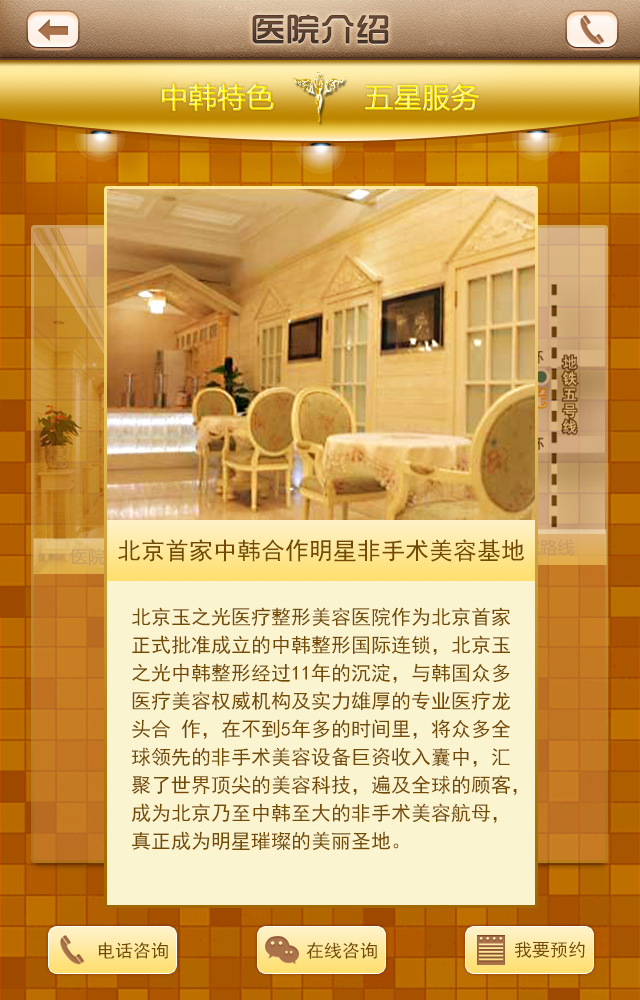 医院介绍
中韩特色 五星服务
地铁五号线
医院
路线
北京首家中韩合作明星非手术美容基地
北京玉之光医疗整形美容医院作为北京首家
正式批准成立的中韩整形国际连锁，北京玉
之光中韩整形经过11年的沉淀，与韩国众多
医疗美容权威机构及实力雄厚的专业医疗龙
头合 作，在不到5年多的时间里，将众多全
球领先的非手术美容设备巨资收入囊中，汇
聚了世界顶尖的美容科技，遍及全球的顾客，
成为北京乃至中韩至大的非手术美容航母，
真正成为明星璀璨的美丽圣地。
电话咨询 在线咨询 我要预约